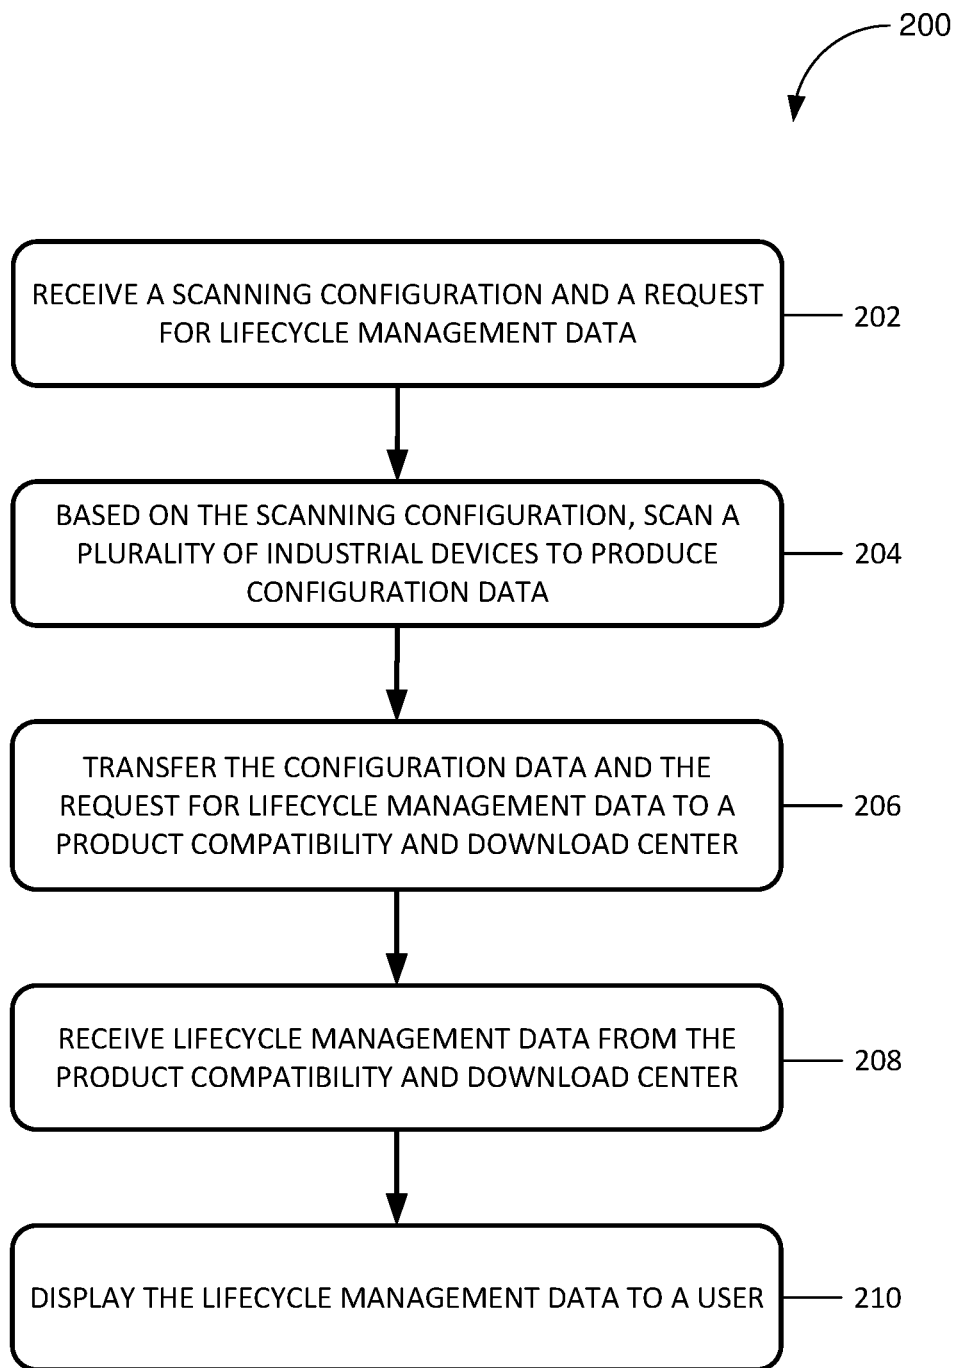 200
RECEIVE A SCANNING CONFIGURATION AND A REQUEST
FOR LIFECYCLE MANAGEMENT DATA
202
BASED ON THE SCANNING CONFIGURATION, SCAN A
PLURALITY OF INDUSTRIAL DEVICES TO PRODUCE
CONFIGURATION DATA
204
TRANSFER THE CONFIGURATION DATA AND THE
REQUEST FOR LIFECYCLE MANAGEMENT DATA TO A
PRODUCT COMPATIBILITY AND DOWNLOAD CENTER
206
RECEIVE LIFECYCLE MANAGEMENT DATA FROM THE
PRODUCT COMPATIBILITY AND DOWNLOAD CENTER
208
DISPLAY THE LIFECYCLE MANAGEMENT DATA TO A USER
210